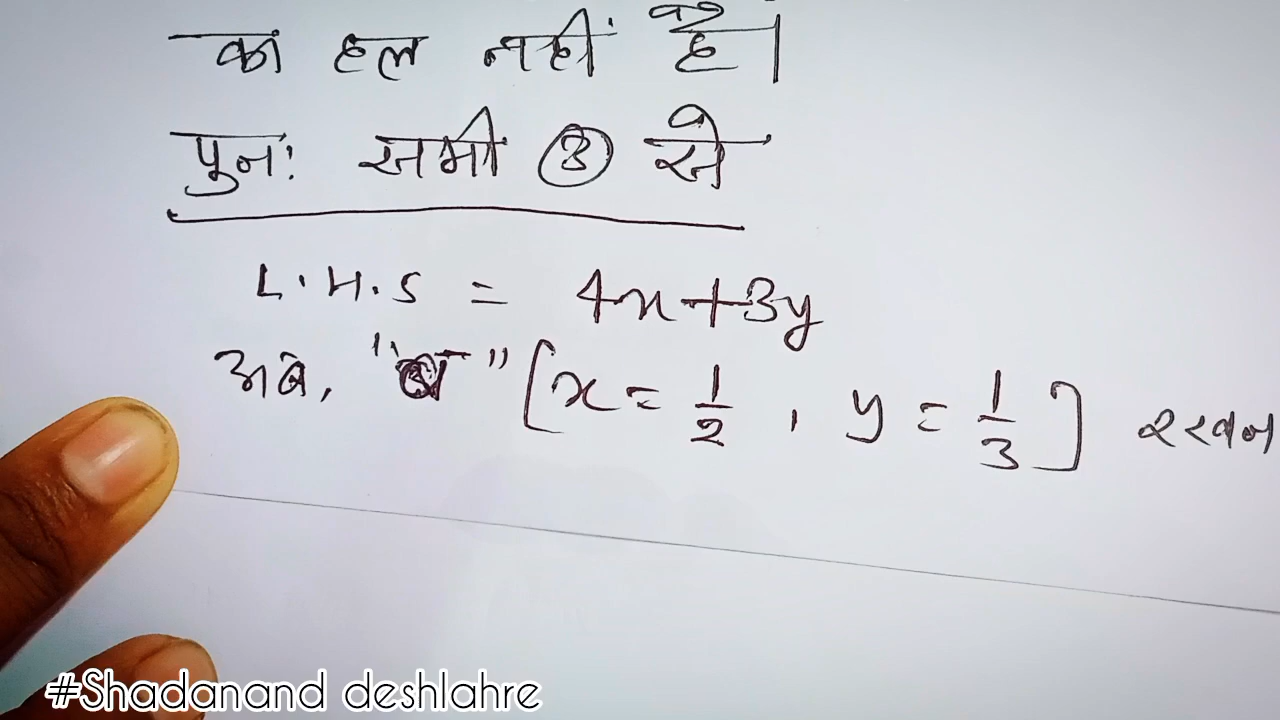 का हल नहीं है।
पुनः समी ③ से
L.H.S = 4x+3y
अब, " " [x = 1/2 , y = 1/3] रखने
#Shadanand deshlahre